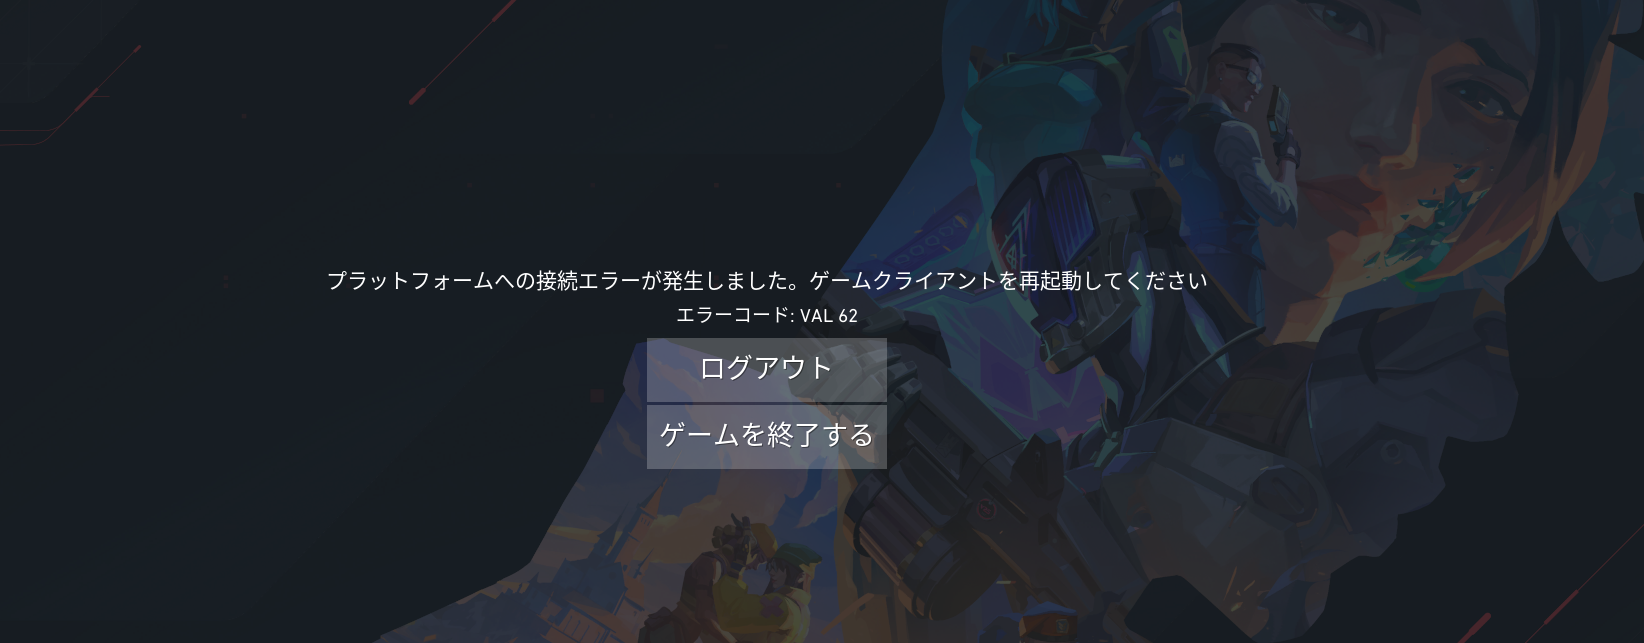 プラットフォームへの接続エラーが発生しました。ゲームクライアントを再起動してください
エラーコード: VAL 62
ログアウト
ゲームを終了する